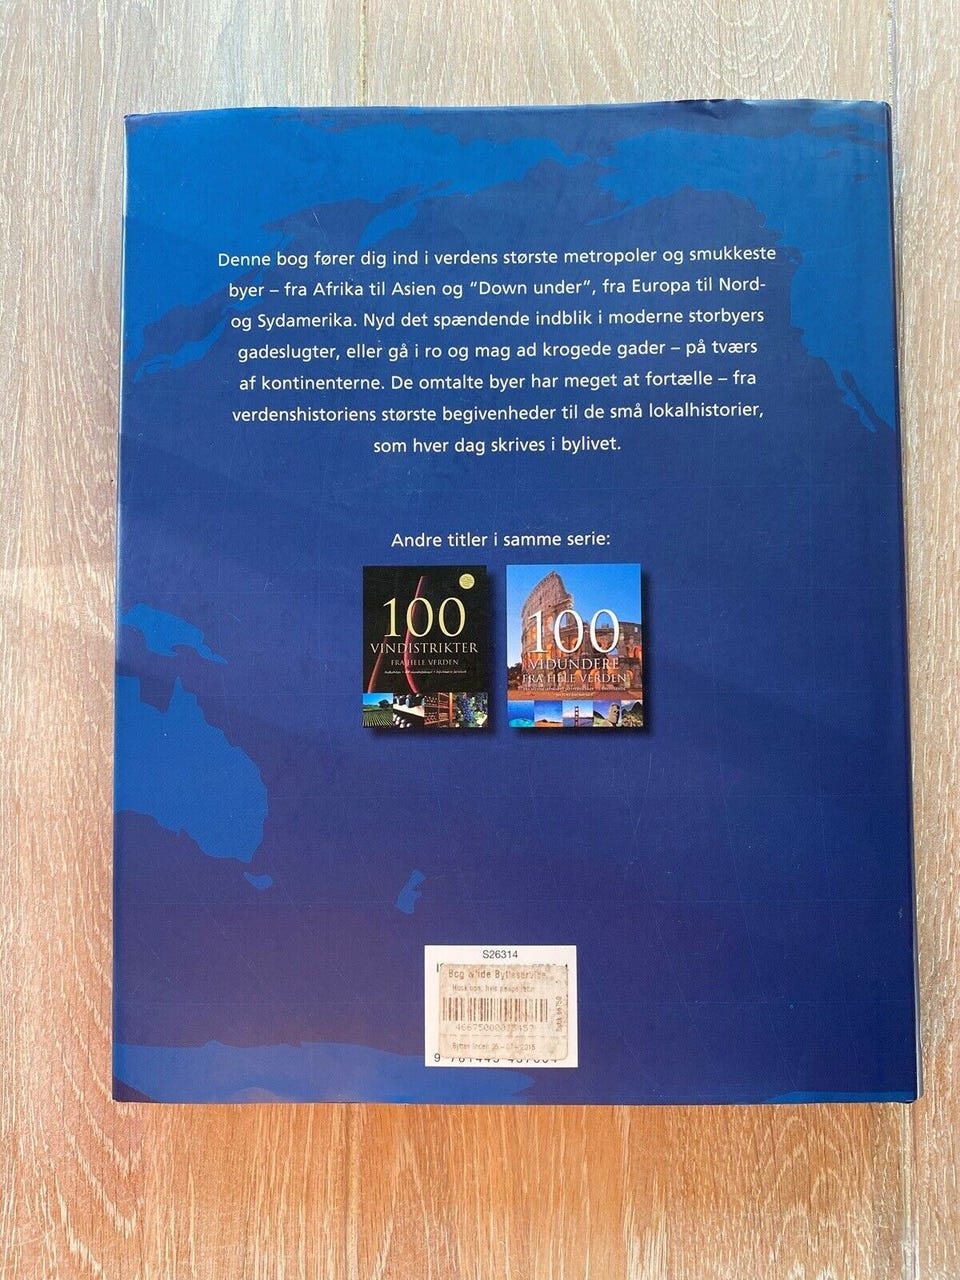 Denne bog fører dig ind i verdens største metropoler og smukkeste
byer – fra Afrika til Asien og “Down under”, fra Europa til Nord-
og Sydamerika. Nyd det spændende indblik i moderne storbyers
gadeslugter, eller gå i ro og mag ad krogede gader – på tværs
af kontinenterne. De omtalte byer har meget at fortælle – fra
verdenshistoriens største begivenheder til de små lokalhistorier,
som hver dag skrives i bylivet.
Andre titler i samme serie:
100
VINDISTRIKTER
FRA HELE VERDEN
100
VIDUNDERE
FRA HELE VERDEN
S26314
Bog & ide Bytteservice